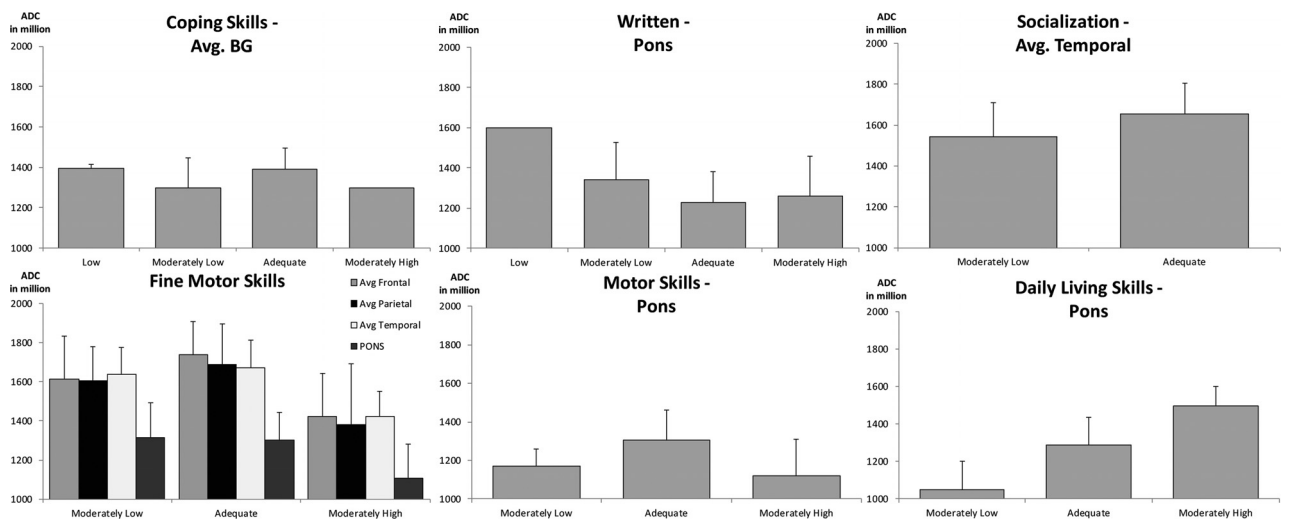 ADC
in million
Coping Skills -
Avg. BG
2000
1800
1600
1400
1200
1000
Low
Moderately Low
Adequate
Moderately High
ADC
in million
Written -
Pons
2000
1800
1600
1400
1200
1000
Low
Moderately Low
Adequate
Moderately High
ADC
in million
Socialization -
Avg. Temporal
2000
1800
1600
1400
1200
1000
Moderately Low
Adequate
ADC
in million
Fine Motor Skills
Avg Frontal
Avg Parietal
Avg Temporal
PONS
2000
1800
1600
1400
1200
1000
Moderately Low
Adequate
Moderately High
ADC
in million
Motor Skills -
Pons
2000
1800
1600
1400
1200
1000
Moderately Low
Adequate
Moderately High
ADC
in million
Daily Living Skills -
Pons
2000
1800
1600
1400
1200
1000
Moderately Low
Adequate
Moderately High